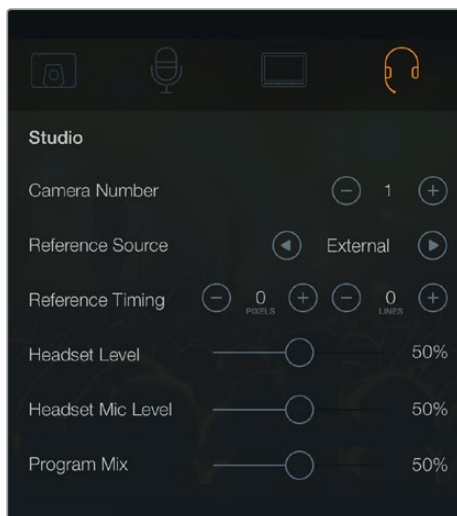 Studio
Camera Number 1
Reference Source External
Reference Timing 0 PIXELS 0 LINES
Headset Level 50%
Headset Mic Level 50%
Program Mix 50%